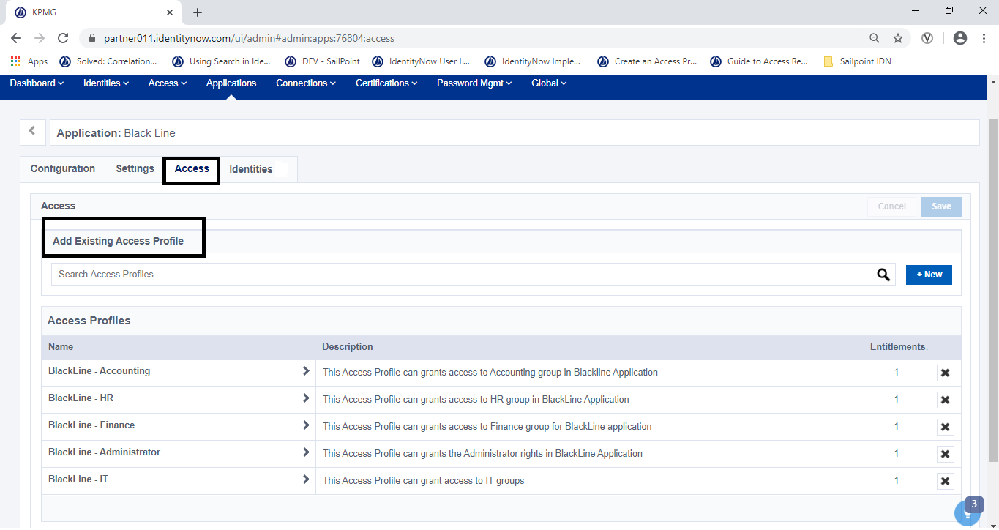 KPMG
partner011.identitynow.com/ui/admin#admin:apps:76804:access
Apps Solved: Correlation... Using Search in Ide... DEV - SailPoint IdentityNow User L... IdentityNow Imple... Create an Access Pr... Guide to Access Re... Sailpoint IDN
Dashboard Identities Access Applications Connections Certifications Password Mgmt Global
Application: Black Line
Configuration Settings Access Identities
Access Cancel Save
Add Existing Access Profile
Search Access Profiles + New
Access Profiles
Name Description Entitlements.
BlackLine - Accounting This Access Profile can grants access to Accounting group in Blackline Application 1
BlackLine - HR This Access Profile can grants access to HR group in BlackLine Application 1
BlackLine - Finance This Access Profile can grants access to Finance group for BlackLine application 1
BlackLine - Administrator This Access Profile can grants the Administrator rights in BlackLine Application 1
BlackLine - IT This Access Profile can grant access to IT groups 1
3